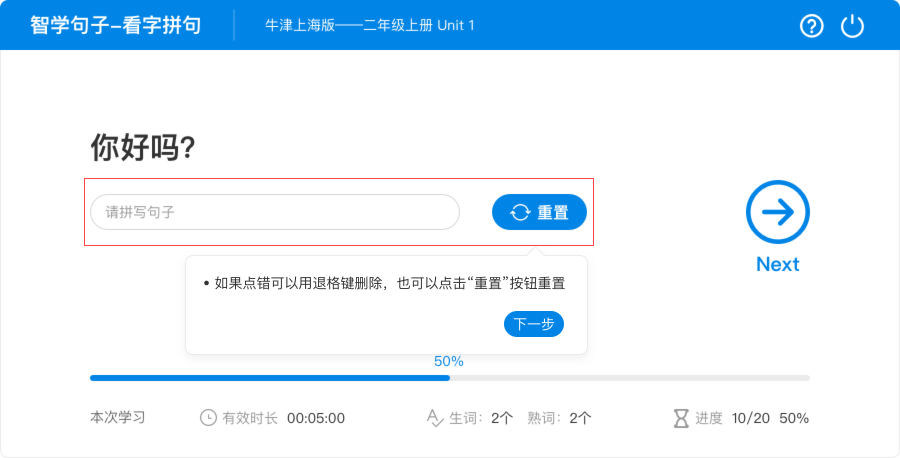 智学句子-看字拼句
牛津上海版——二年级上册 Unit 1
你好吗?
请拼写句子
重置
Next
• 如果点错可以用退格键删除，也可以点击“重置”按钮重置
下一步
50%
本次学习 有效时长 00:05:00 生词：2个 熟词：2个 进度 10/20 50%